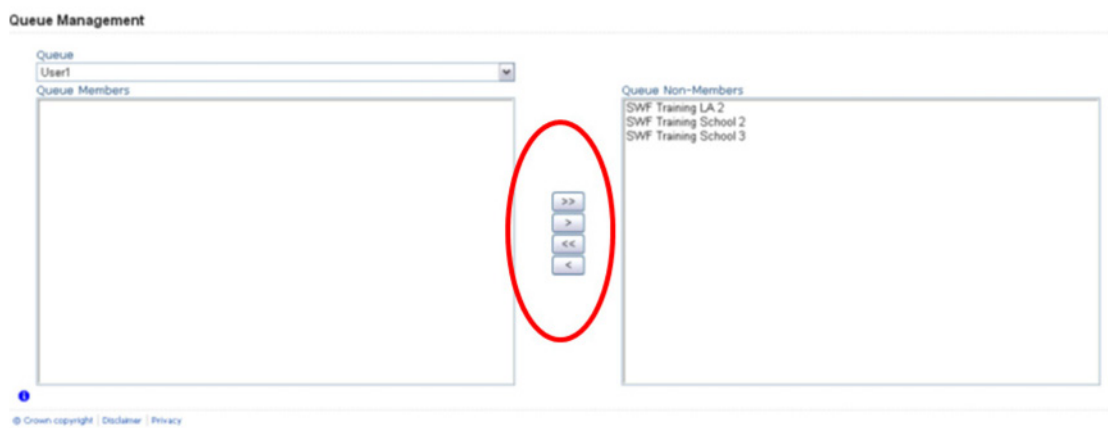 Queue Management
Queue
User1
Queue Members
Queue Non-Members
SWF Training LA 2
SWF Training School 2
SWF Training School 3
>>
>
<<
<
© Crown copyright | Disclaimer | Privacy